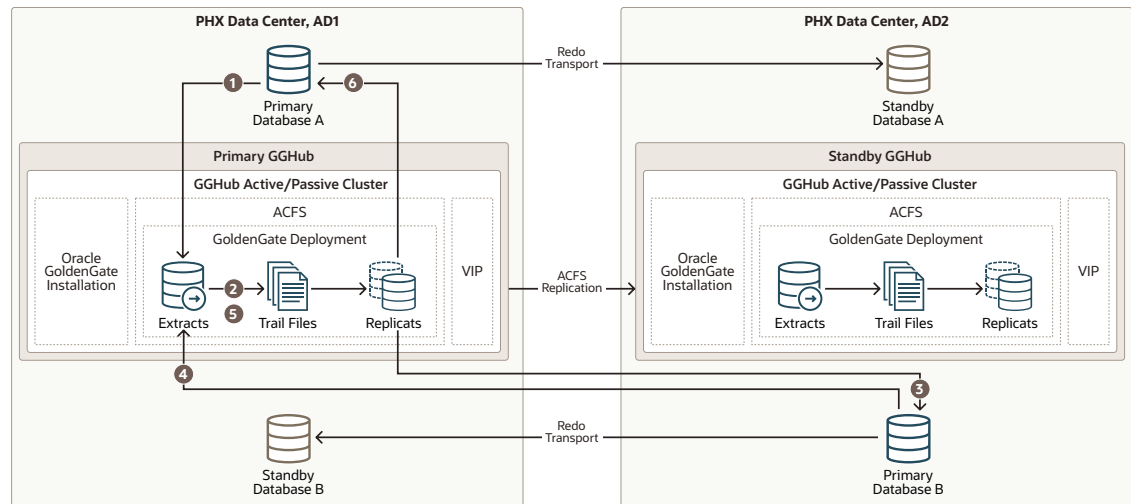 PHX Data Center, AD1
PHX Data Center, AD2
Redo
Transport
1
6
Primary
Database A
Standby
Database A
Primary GGHub
Standby GGHub
GGHub Active/Passive Cluster
GGHub Active/Passive Cluster
ACFS
ACFS
GoldenGate Deployment
GoldenGate Deployment
Oracle
GoldenGate
Installation
VIP
ACFS
Replication
Oracle
GoldenGate
Installation
VIP
2
5
Extracts
Trail Files
Replicats
Extracts
Trail Files
Replicats
4
3
Redo
Transport
Standby
Database B
Primary
Database B